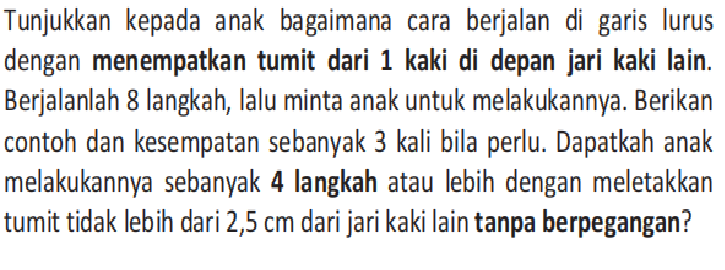 Tunjukkan kepada anak bagaimana cara berjalan di garis lurus
dengan menempatkan tumit dari 1 kaki di depan jari kaki lain.
Berjalanlah 8 langkah, lalu minta anak untuk melakukannya. Berikan
contoh dan kesempatan sebanyak 3 kali bila perlu. Dapatkah anak
melakukannya sebanyak 4 langkah atau lebih dengan meletakkan
tumit tidak lebih dari 2,5 cm dari jari kaki lain tanpa berpegangan?